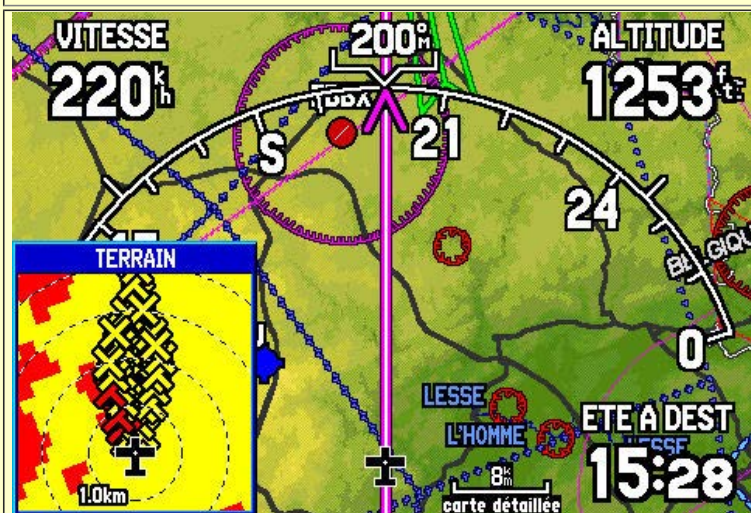 VITESSE
220 k/h
200°M
ALTITUDE
1253 ft
S
21
24
BELGIQUE
0
TERRAIN
1.0km
LESSE
L'HOMME
8km
carte détaillée
ETE A DEST
15:28